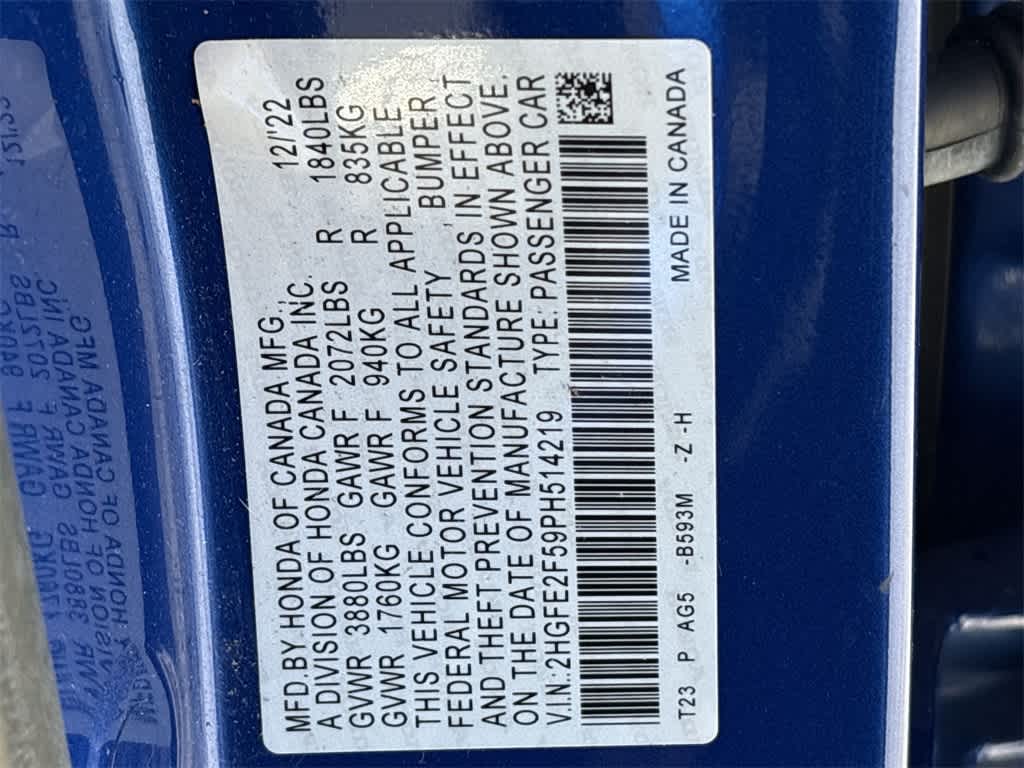 MFD.BY HONDA OF CANADA MFG., 12/'22
A DIVISION OF HONDA CANADA INC.
GVWR 3880LBS GAWR F 2072LBS R 1840LBS
GVWR 1760KG GAWR F 940KG R 835KG
THIS VEHICLE CONFORMS TO ALL APPLICABLE
FEDERAL MOTOR VEHICLE SAFETY , BUMPER ,
AND THEFT PREVENTION STANDARDS IN EFFECT
ON THE DATE OF MANUFACTURE SHOWN ABOVE.
V.I.N.:2HGFE2F59PH514219 TYPE: PASSENGER CAR
T23 P AG5 -B593M -Z -H MADE IN CANADA